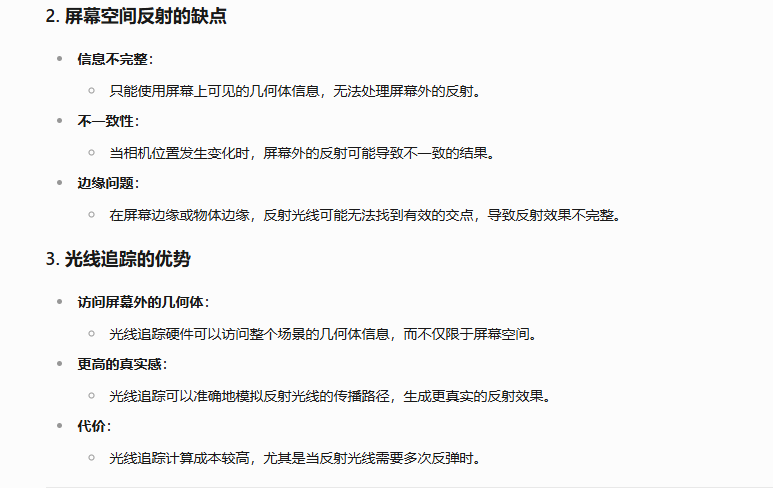 2. 屏幕空间反射的缺点
信息不完整：
只能使用屏幕上可见的几何体信息，无法处理屏幕外的反射。
不一致性：
当相机位置发生变化时，屏幕外的反射可能导致不一致的结果。
边缘问题：
在屏幕边缘或物体边缘，反射光线可能无法找到有效的交点，导致反射效果不完整。
3. 光线追踪的优势
访问屏幕外的几何体：
光线追踪硬件可以访问整个场景的几何体信息，而不仅限于屏幕空间。
更高的真实感：
光线追踪可以准确地模拟反射光线的传播路径，生成更真实的反射效果。
代价：
光线追踪计算成本较高，尤其是当反射光线需要多次反弹时。